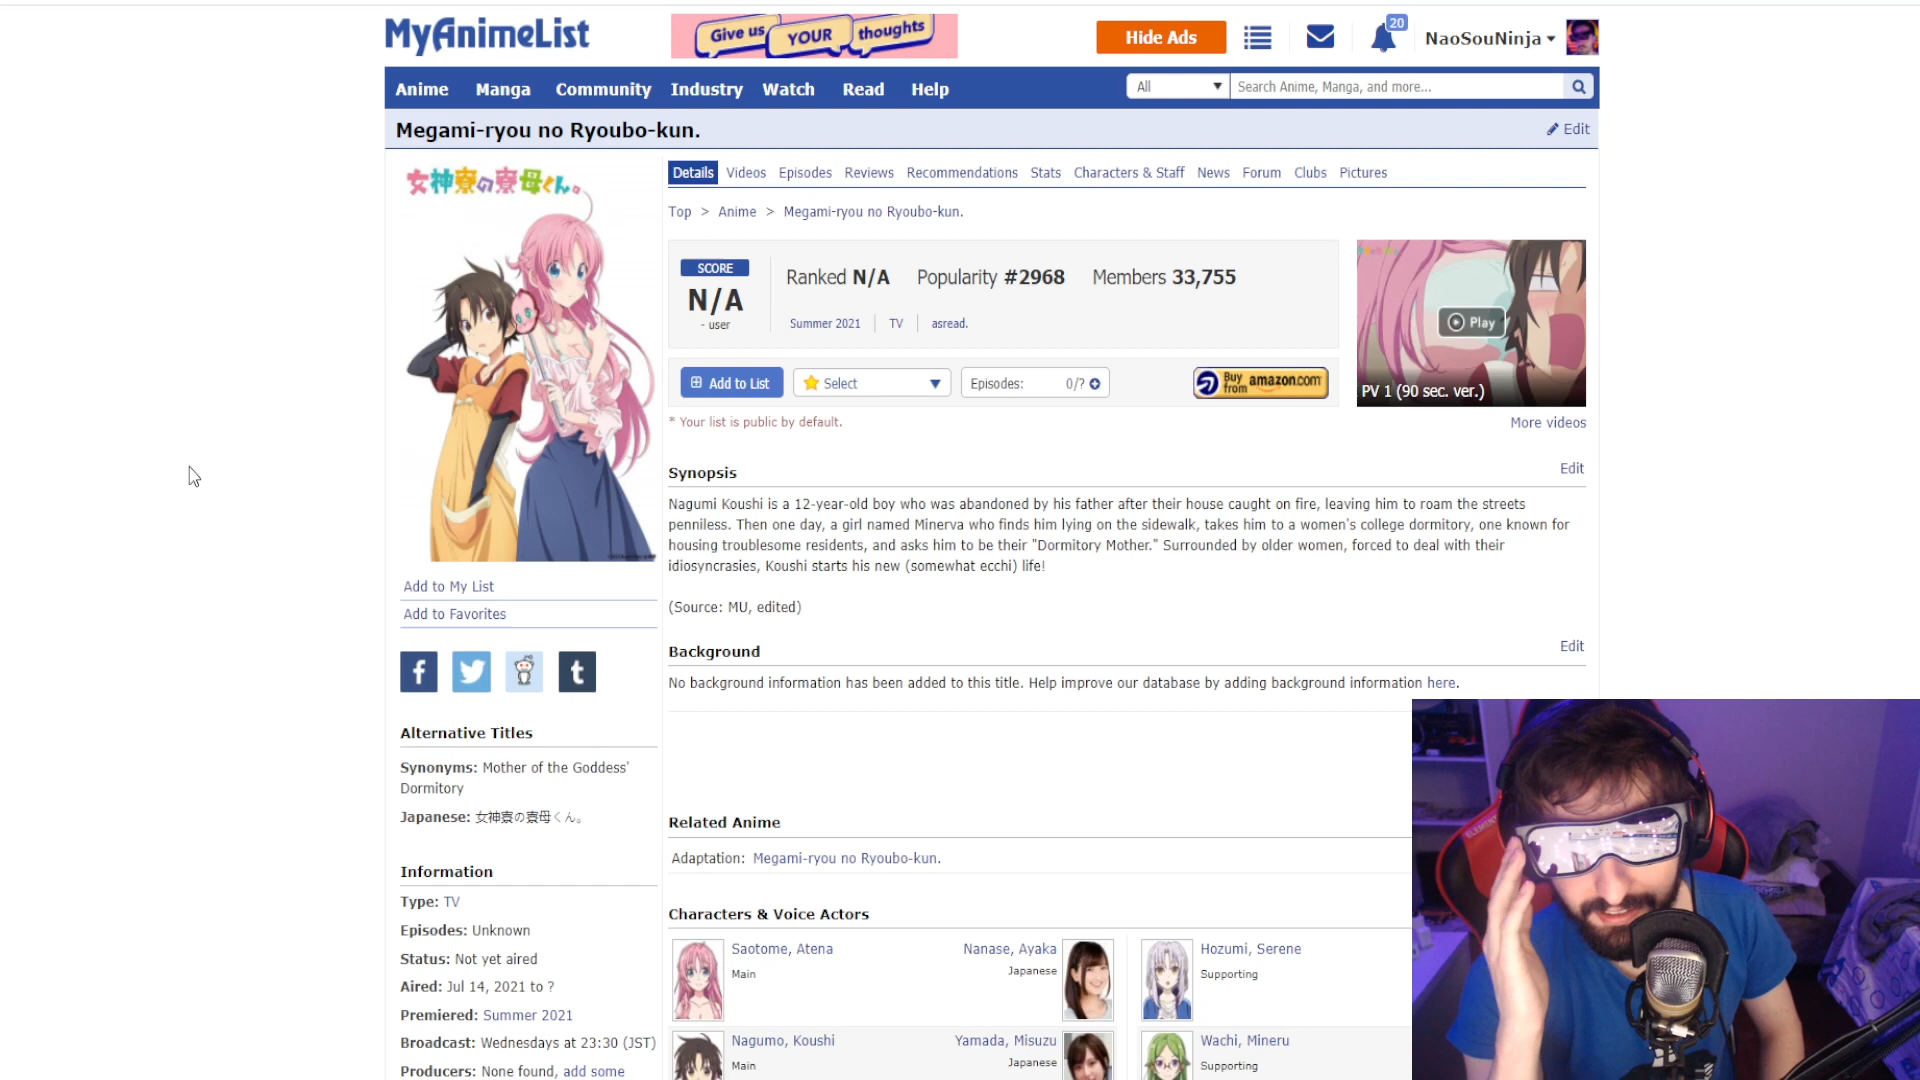 MyAnimeList
Give us YOUR thoughts
Hide Ads
20
NaoSouNinja
Anime Manga Community Industry Watch Read Help
All
Search Anime, Manga, and more...
Megami-ryou no Ryoubo-kun.
Edit
女神寮の寮母くん。
Details Videos Episodes Reviews Recommendations Stats Characters & Staff News Forum Clubs Pictures
Top > Anime > Megami-ryou no Ryoubo-kun.
SCORE
N/A
- user
Ranked N/A Popularity #2968 Members 33,755
Summer 2021 TV asread.
Play
PV 1 (90 sec. ver.)
Add to List
Select
Episodes: 0/?
Buy from amazon.com
* Your list is public by default.
More videos
Synopsis
Edit
Nagumi Koushi is a 12-year-old boy who was abandoned by his father after their house caught on fire, leaving him to roam the streets
penniless. Then one day, a girl named Minerva who finds him lying on the sidewalk, takes him to a women's college dormitory, one known for
housing troublesome residents, and asks him to be their "Dormitory Mother." Surrounded by older women, forced to deal with their
idiosyncrasies, Koushi starts his new (somewhat ecchi) life!
(Source: MU, edited)
Background
Edit
No background information has been added to this title. Help improve our database by adding background information here.
Add to My List
Add to Favorites
Alternative Titles
Synonyms: Mother of the Goddess'
Dormitory
Japanese: 女神寮の寮母くん。
Information
Type: TV
Episodes: Unknown
Status: Not yet aired
Aired: Jul 14, 2021 to ?
Premiered: Summer 2021
Broadcast: Wednesdays at 23:30 (JST)
Producers: None found, add some
Related Anime
Adaptation: Megami-ryou no Ryoubo-kun.
Characters & Voice Actors
Saotome, Atena
Main
Nanase, Ayaka
Japanese
Hozumi, Serene
Supporting
Nagumo, Koushi
Main
Yamada, Misuzu
Japanese
Wachi, Mineru
Supporting